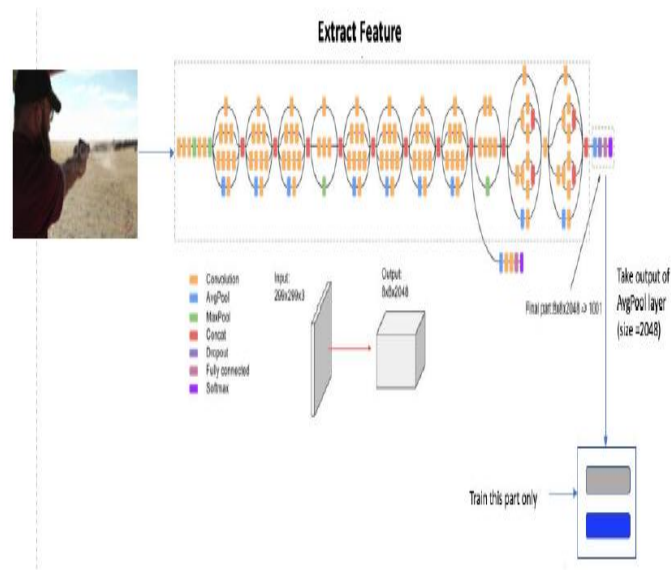 Extract Feature
Convolution
AvgPool
MaxPool
Concat
Dropout
Fully connected
Softmax
Input:
299x299x3
Output:
8x8x2048
Final part:8x8x2048 -> 1001
Take output of
AvgPool layer
(size =2048)
Train this part only